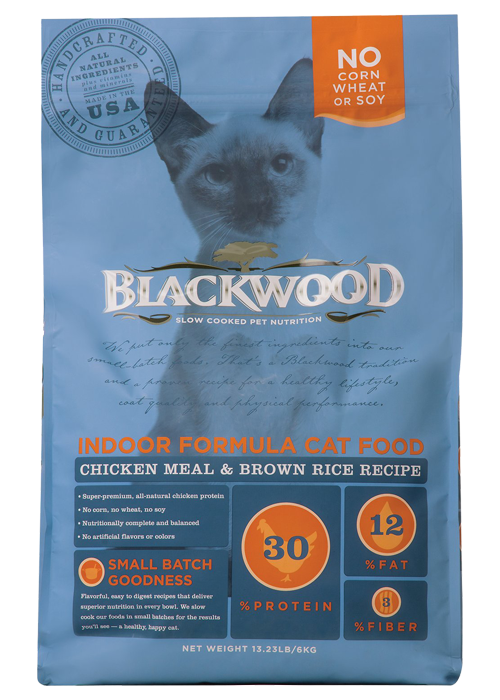 HANDCRAFTED
ALL
NATURAL
INGREDIENTS
plus vitamins
and minerals
MADE IN THE
USA
AND GUARANTEED
NO
CORN
WHEAT
OR SOY
BLACKWOOD
SLOW COOKED PET NUTRITION
We put only the finest ingredients into our
small-batch
That's a Blackwood tradition
and a proven recipe for a healthy lifestyle,
coat quality and physical performance.
INDOOR FORMULA CAT FOOD
CHICKEN MEAL & BROWN RICE RECIPE
• Super-premium, all-natural chicken protein
• No corn, no wheat, no soy
• Nutritionally complete and balanced
• No artificial flavors or colors
SMALL BATCH
GOODNESS
Flavorful, easy to digest recipes that deliver
superior nutrition in every bowl. We slow
cook our foods in small batches for the results
you'll see — a healthy, happy cat.
30
%PROTEIN
12
%FAT
3
%FIBER
NET WEIGHT 13.23LB/6KG